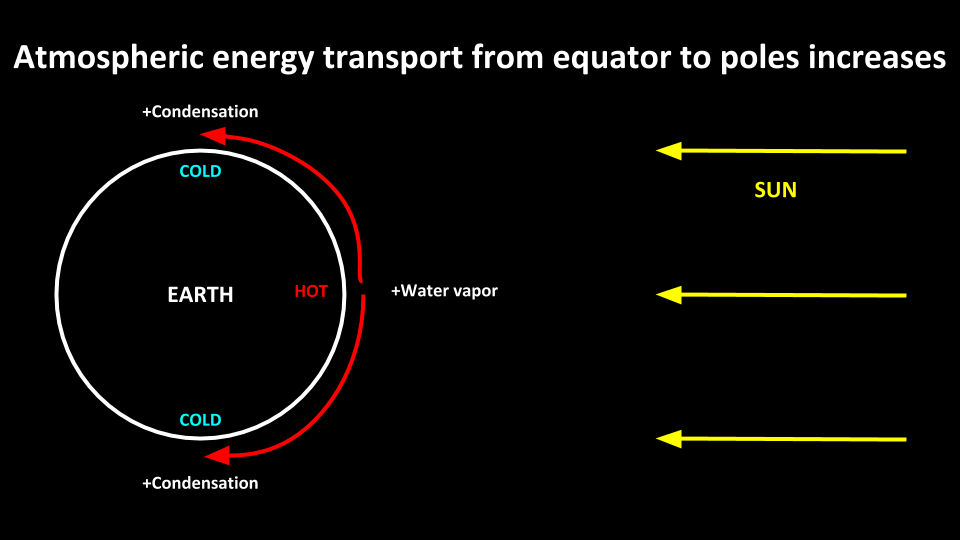 Atmospheric energy transport from equator to poles increases
+Condensation
COLD
SUN
EARTH
HOT
+Water vapor
COLD
+Condensation